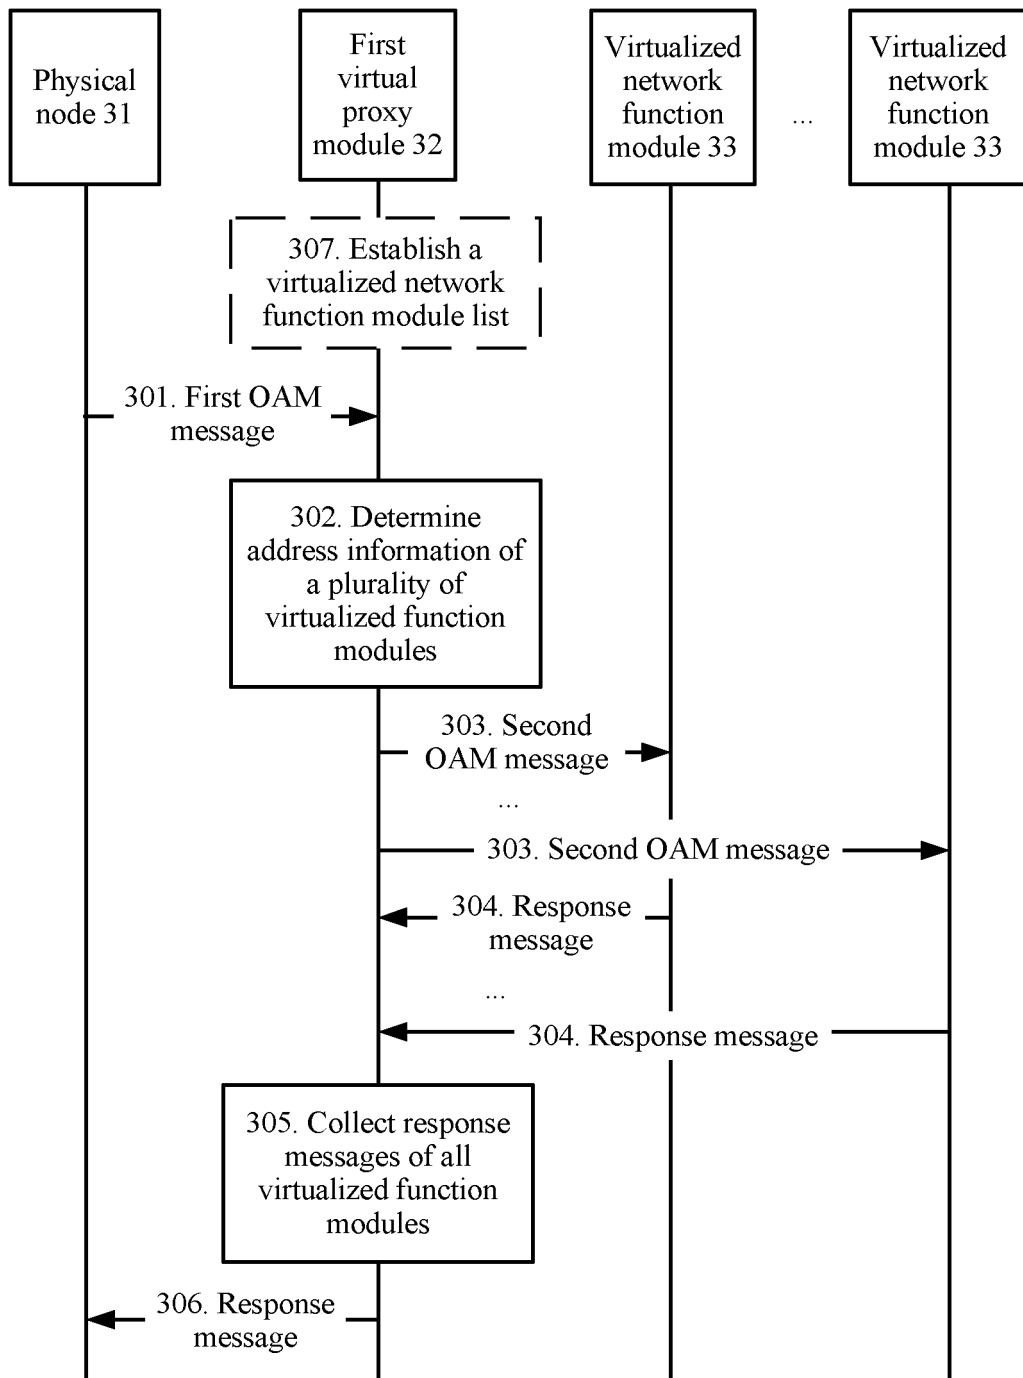 Physical
node 31
First
virtual
proxy
module 32
Virtualized
network
function
module 33
...
Virtualized
network
function
module 33
307. Establish a
virtualized network
function module list
301. First OAM
message
302. Determine
address information of
a plurality of
virtualized function
modules
303. Second
OAM message
...
303. Second OAM message
304. Response
message
...
304. Response message
305. Collect response
messages of all
virtualized function
modules
306. Response
message